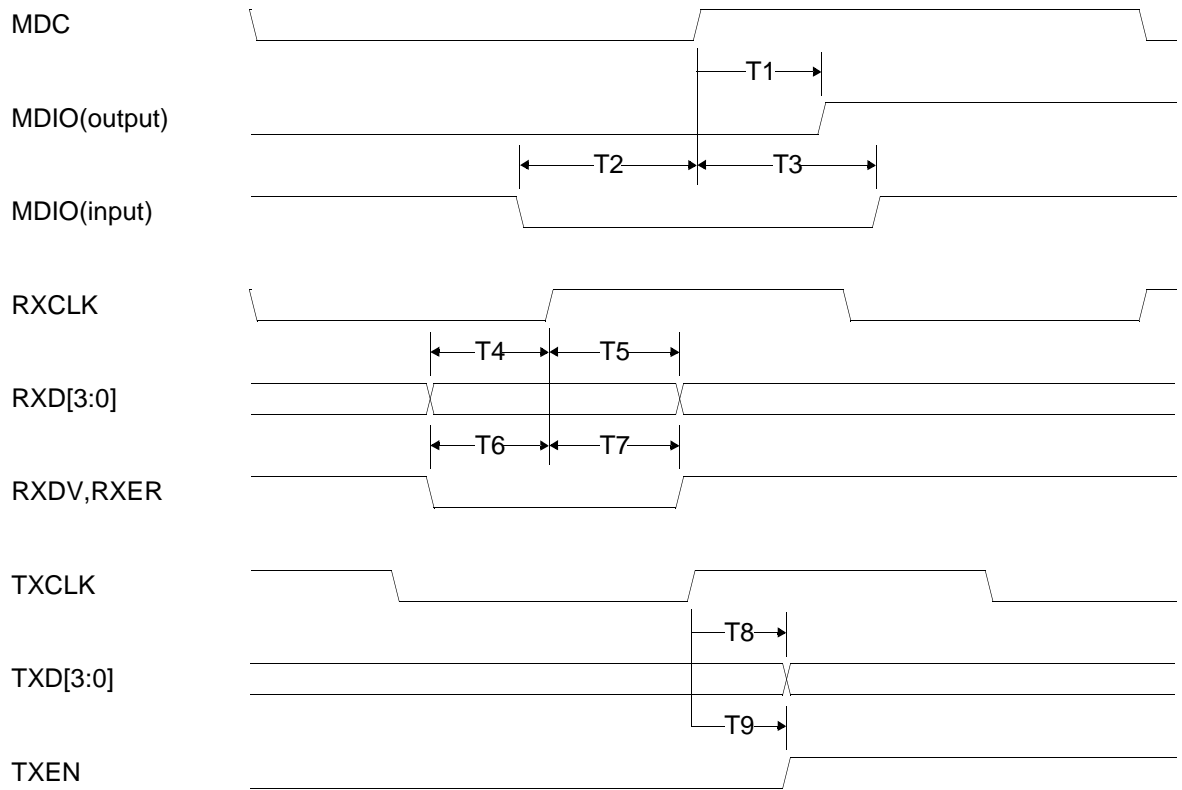 MDC
T1
MDIO(output)
T2 T3
MDIO(input)
RXCLK
T4 T5
RXD[3:0]
T6 T7
RXDV,RXER
TXCLK
T8
TXD[3:0]
T9
TXEN